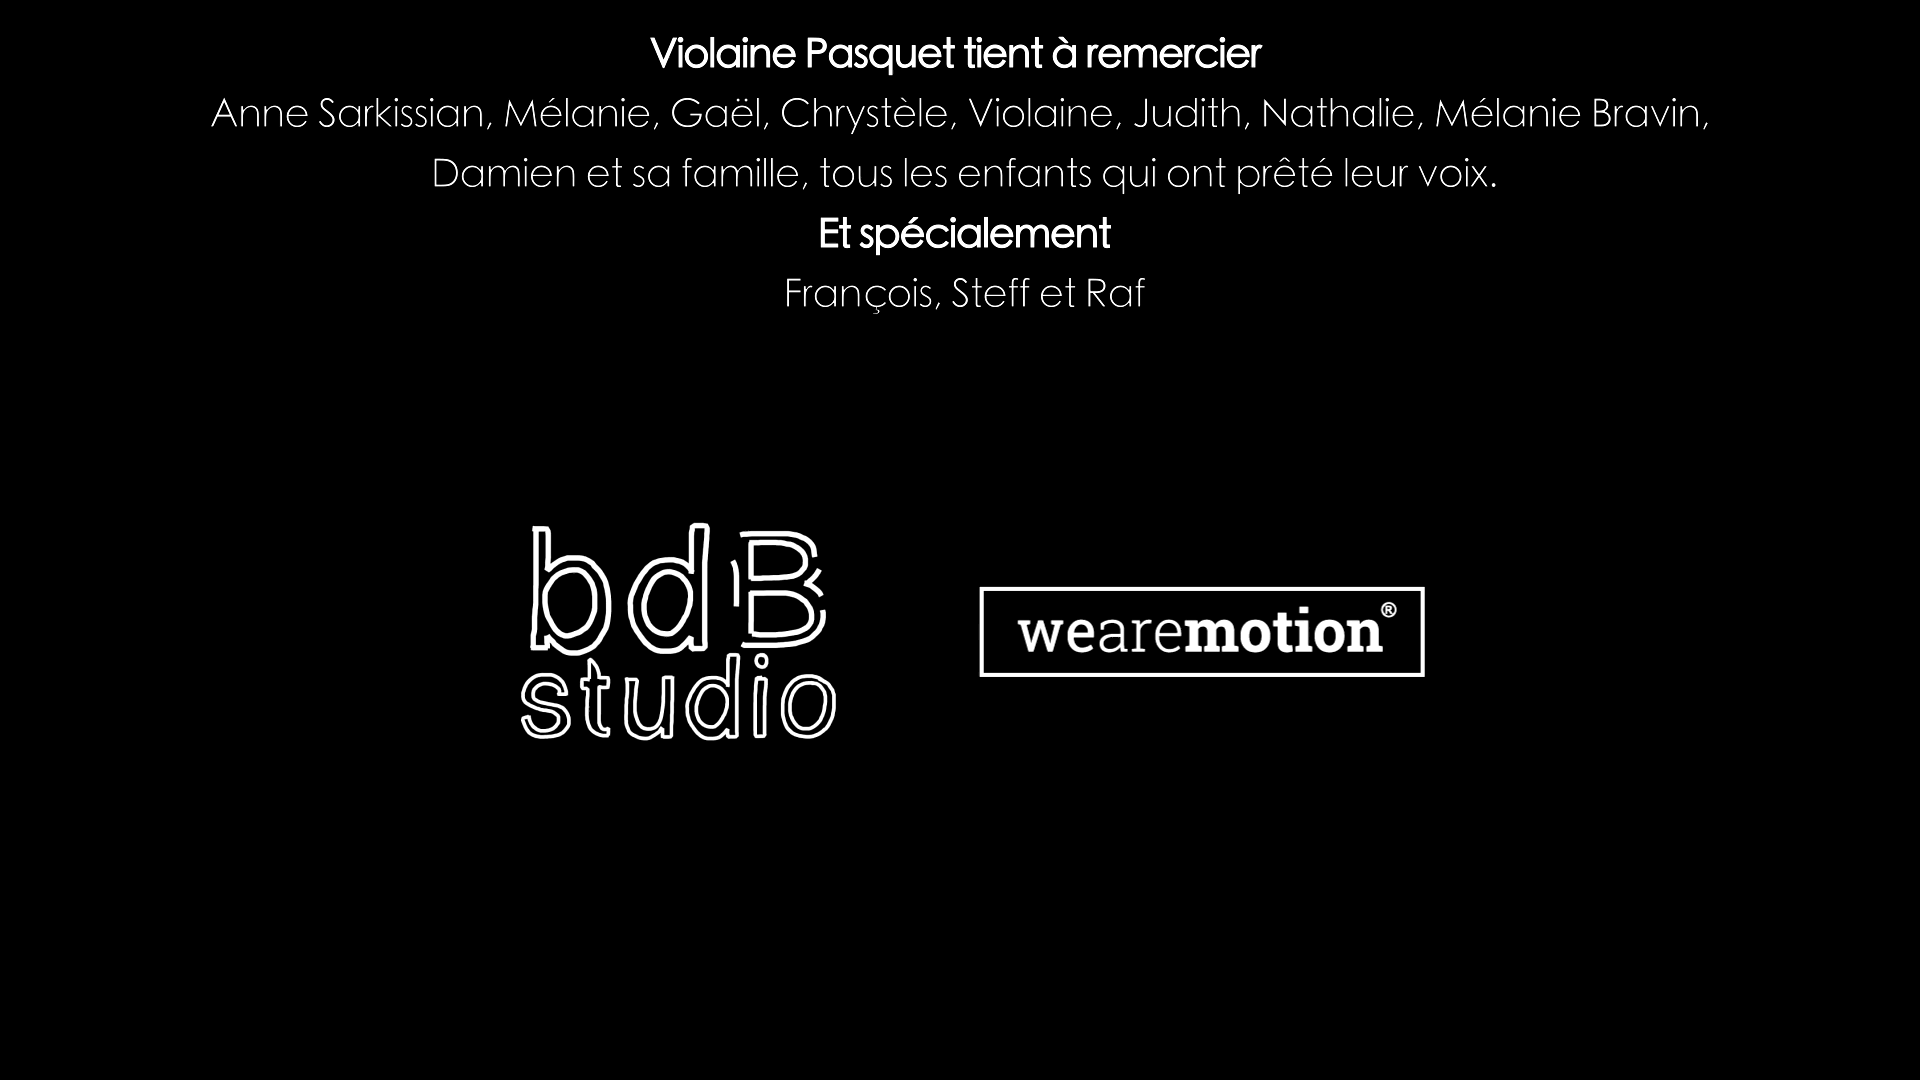 Violaine Pasquet tient à remercier
Anne Sarkissian, Mélanie, Gaël, Chrystèle, Violaine, Judith, Nathalie, Mélanie Bravin,
Damien et sa famille, tous les enfants qui ont prêté leur voix.
Et spécialement
François, Steff et Raf
bdB
studio
wearemotion®